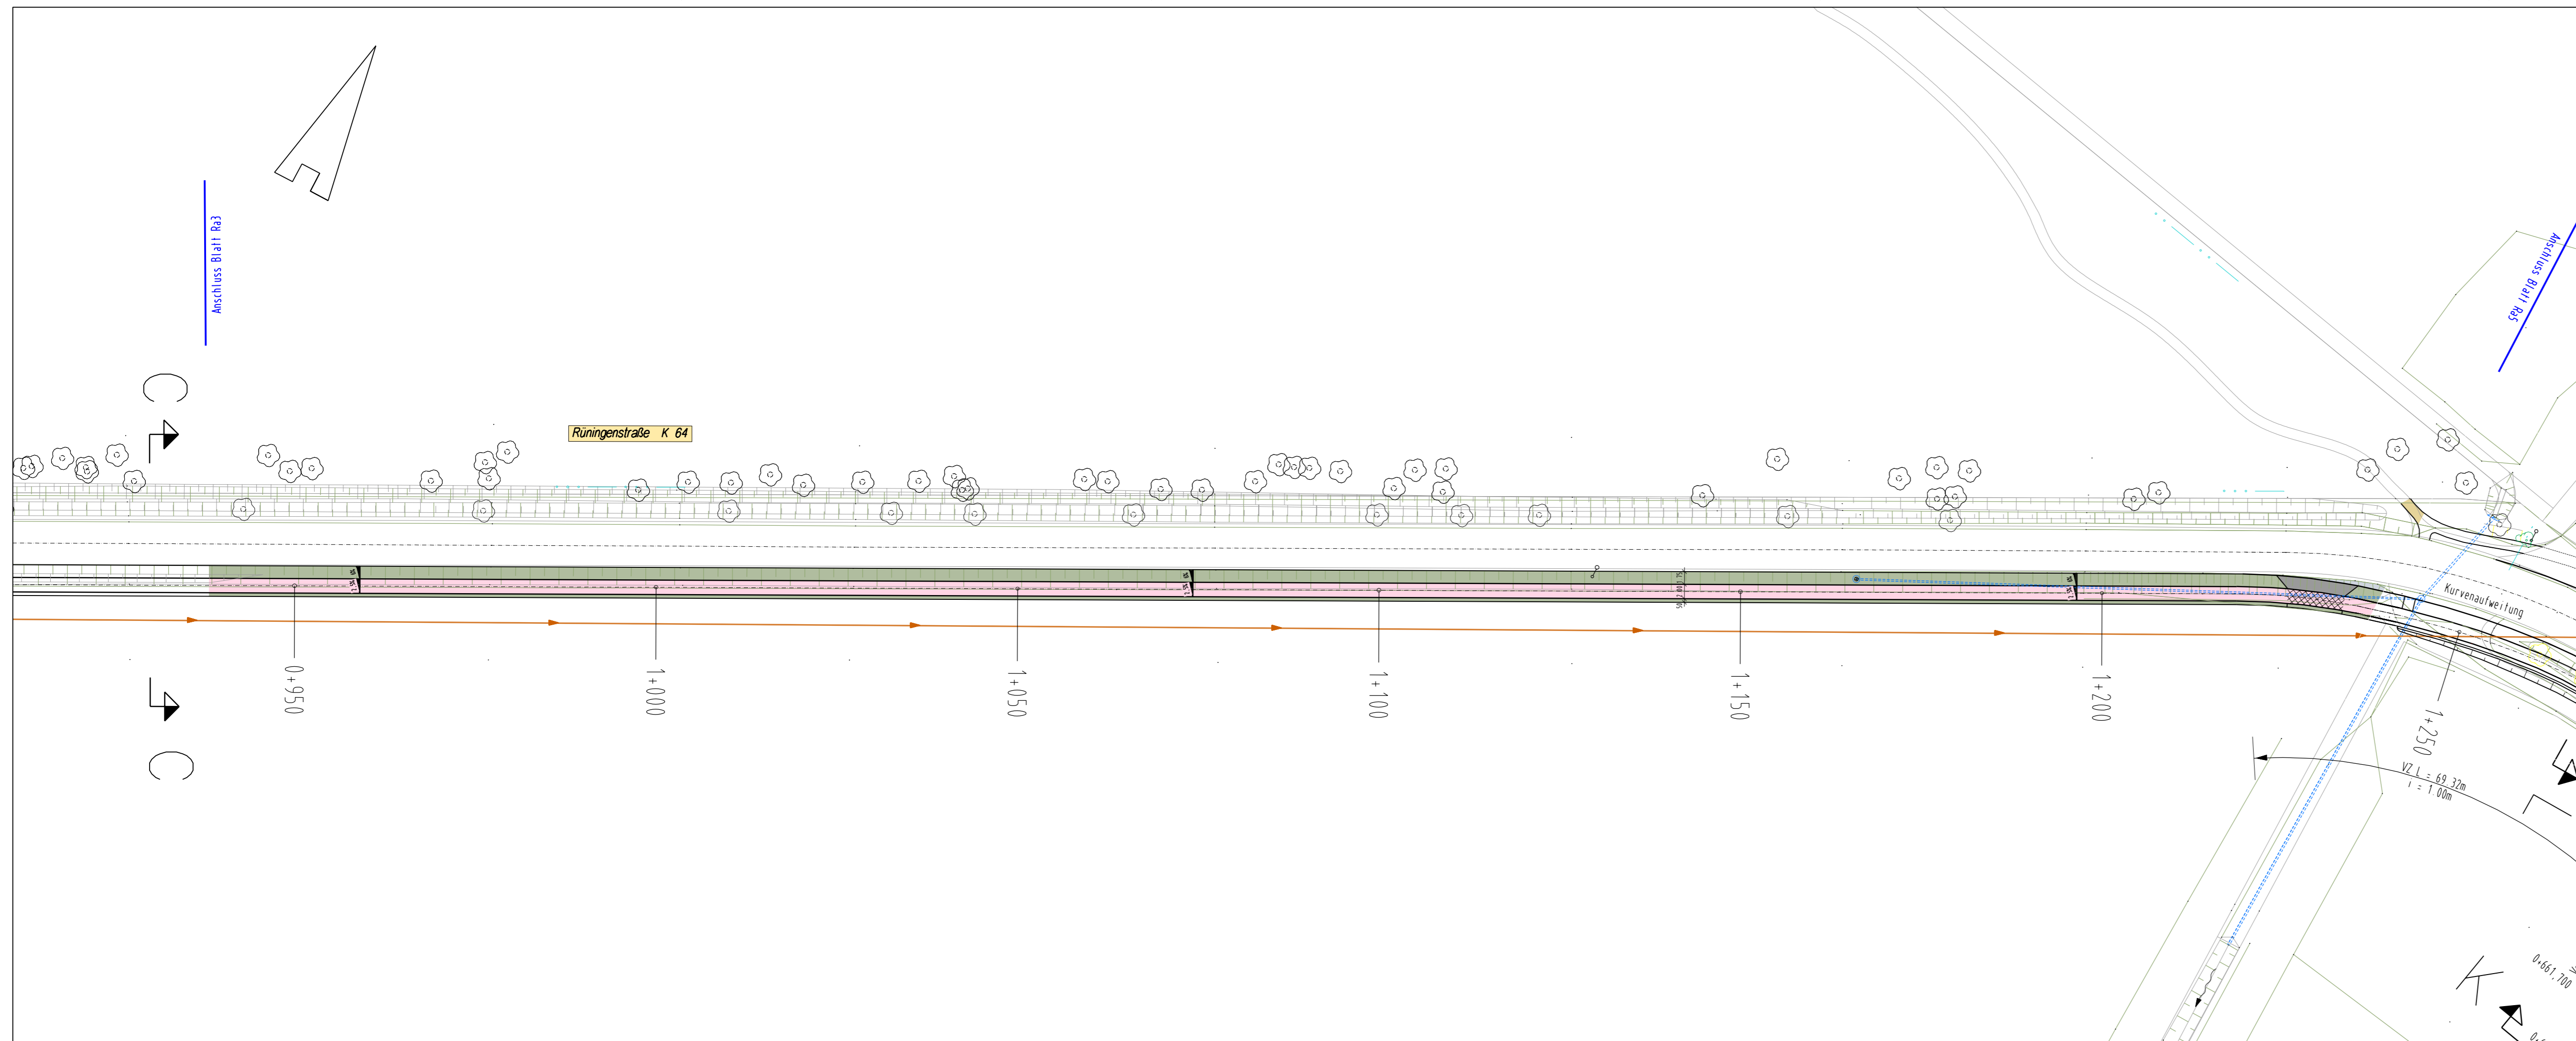 Anschluss Blatt Ra3
Anschluss Blatt Ra5
C
Rüningenstraße K 64
Kurvenaufweitung
0+950
1+000
1+050
1+100
1+150
1+200
1+250
C
VZ L = 69.32m
i = 1.00m
L
K
0+661.700